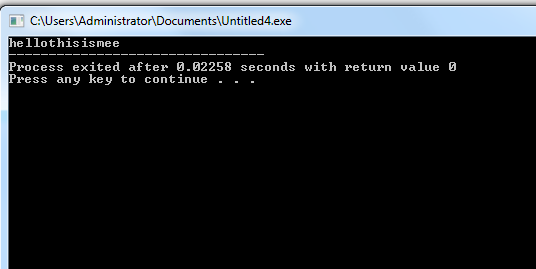 C:\Users\Administrator\Documents\Untitled4.exe
hellothisismee
--------------------------------
Process exited after 0.02258 seconds with return value 0
Press any key to continue . . .